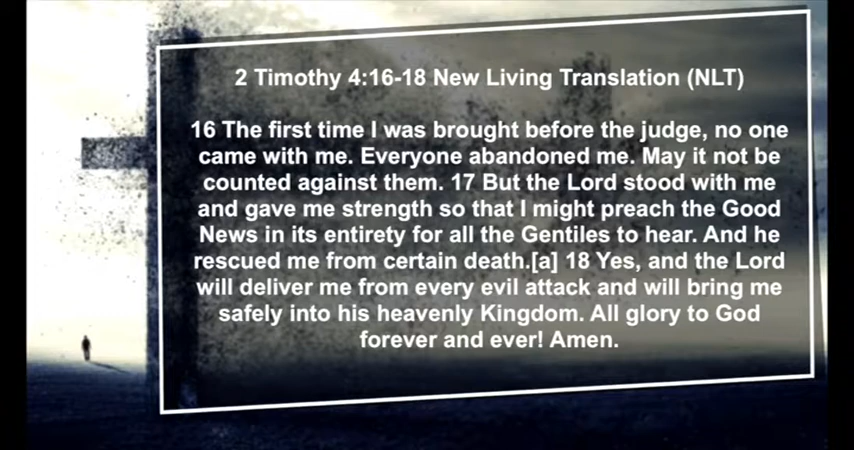 2 Timothy 4:16-18 New Living Translation (NLT)
16 The first time I was brought before the judge, no one
came with me. Everyone abandoned me. May it not be
counted against them. 17 But the Lord stood with me
and gave me strength so that I might preach the Good
News in its entirety for all the Gentiles to hear. And he
rescued me from certain death.[a] 18 Yes, and the Lord
will deliver me from every evil attack and will bring me
safely into his heavenly Kingdom. All glory to God
forever and ever! Amen.